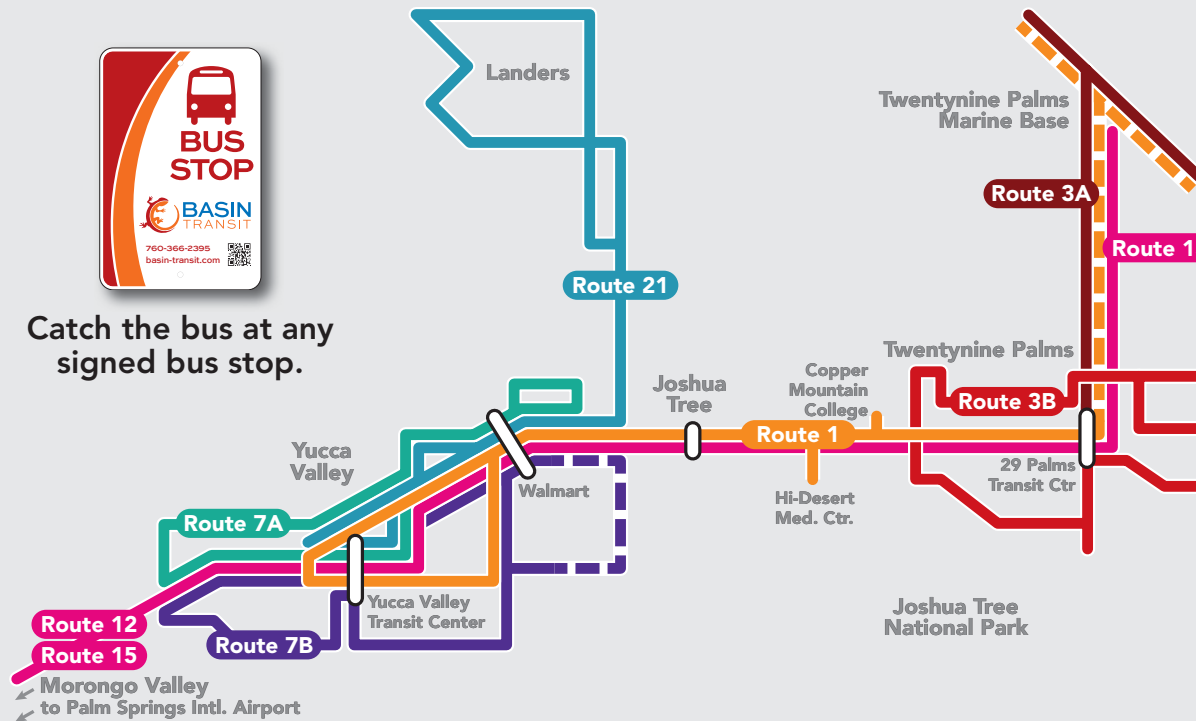 BUS
STOP
BASIN
TRANSIT
760-366-2395
basin-transit.com
Catch the bus at any
signed bus stop.
Landers
Twentynine Palms
Marine Base
Route 3A
Route 1
Route 21
Twentynine Palms
Copper
Mountain
College
Joshua
Tree
Route 3B
Route 1
Yucca
Valley
29 Palms
Transit Ctr
Walmart
Hi-Desert
Med. Ctr.
Route 7A
Yucca Valley
Transit Center
Joshua Tree
National Park
Route 12
Route 7B
Route 15
Morongo Valley
to Palm Springs Intl. Airport